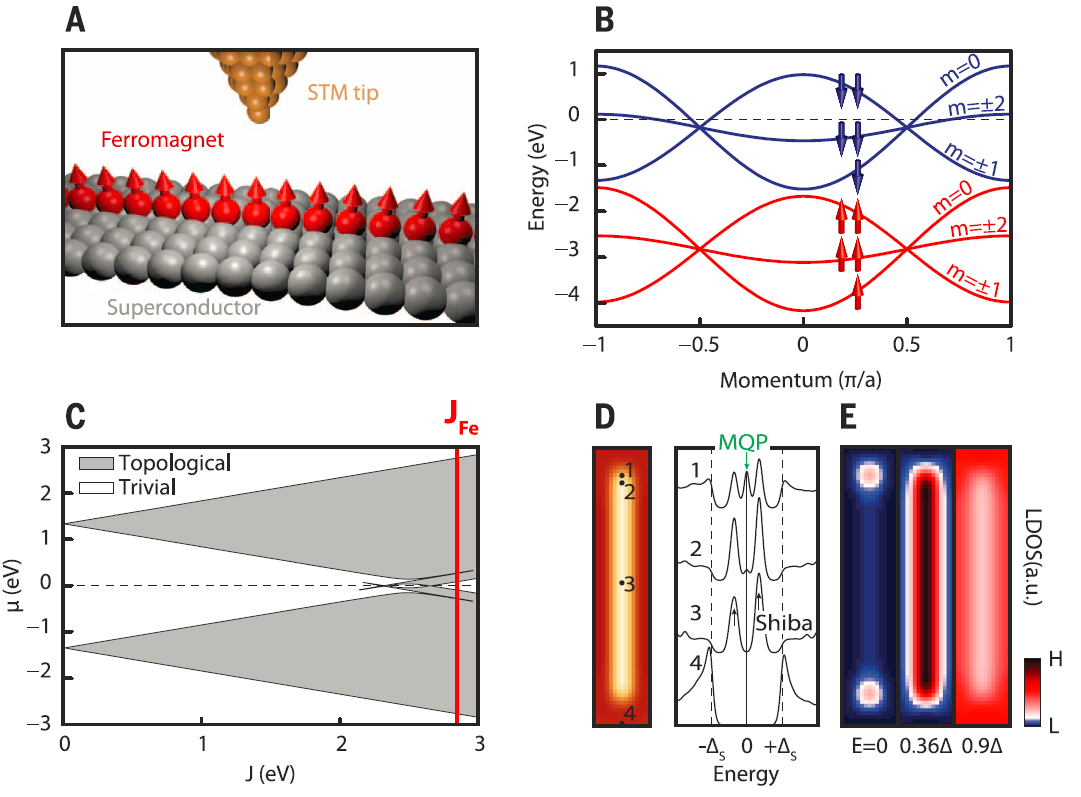 A
STM tip
Ferromagnet
Superconductor
B
1
0
−1
−2
−3
−4
Energy (eV)
m=0
m=±2
m=±1
m=0
m=±2
m=±1
−1
−0.5
0
0.5
1
Momentum (π/a)
C
J Fe
Topological
Trivial
3
2
1
0
−1
−2
−3
μ (eV)
0
1
2
3
J (eV)
D
1
2
3
4
MQP
1
2
3
Shiba
4
-Δs 0 +Δs
Energy
E
E=0 0.36Δ 0.9Δ
LDOS(a.u.)
H
L